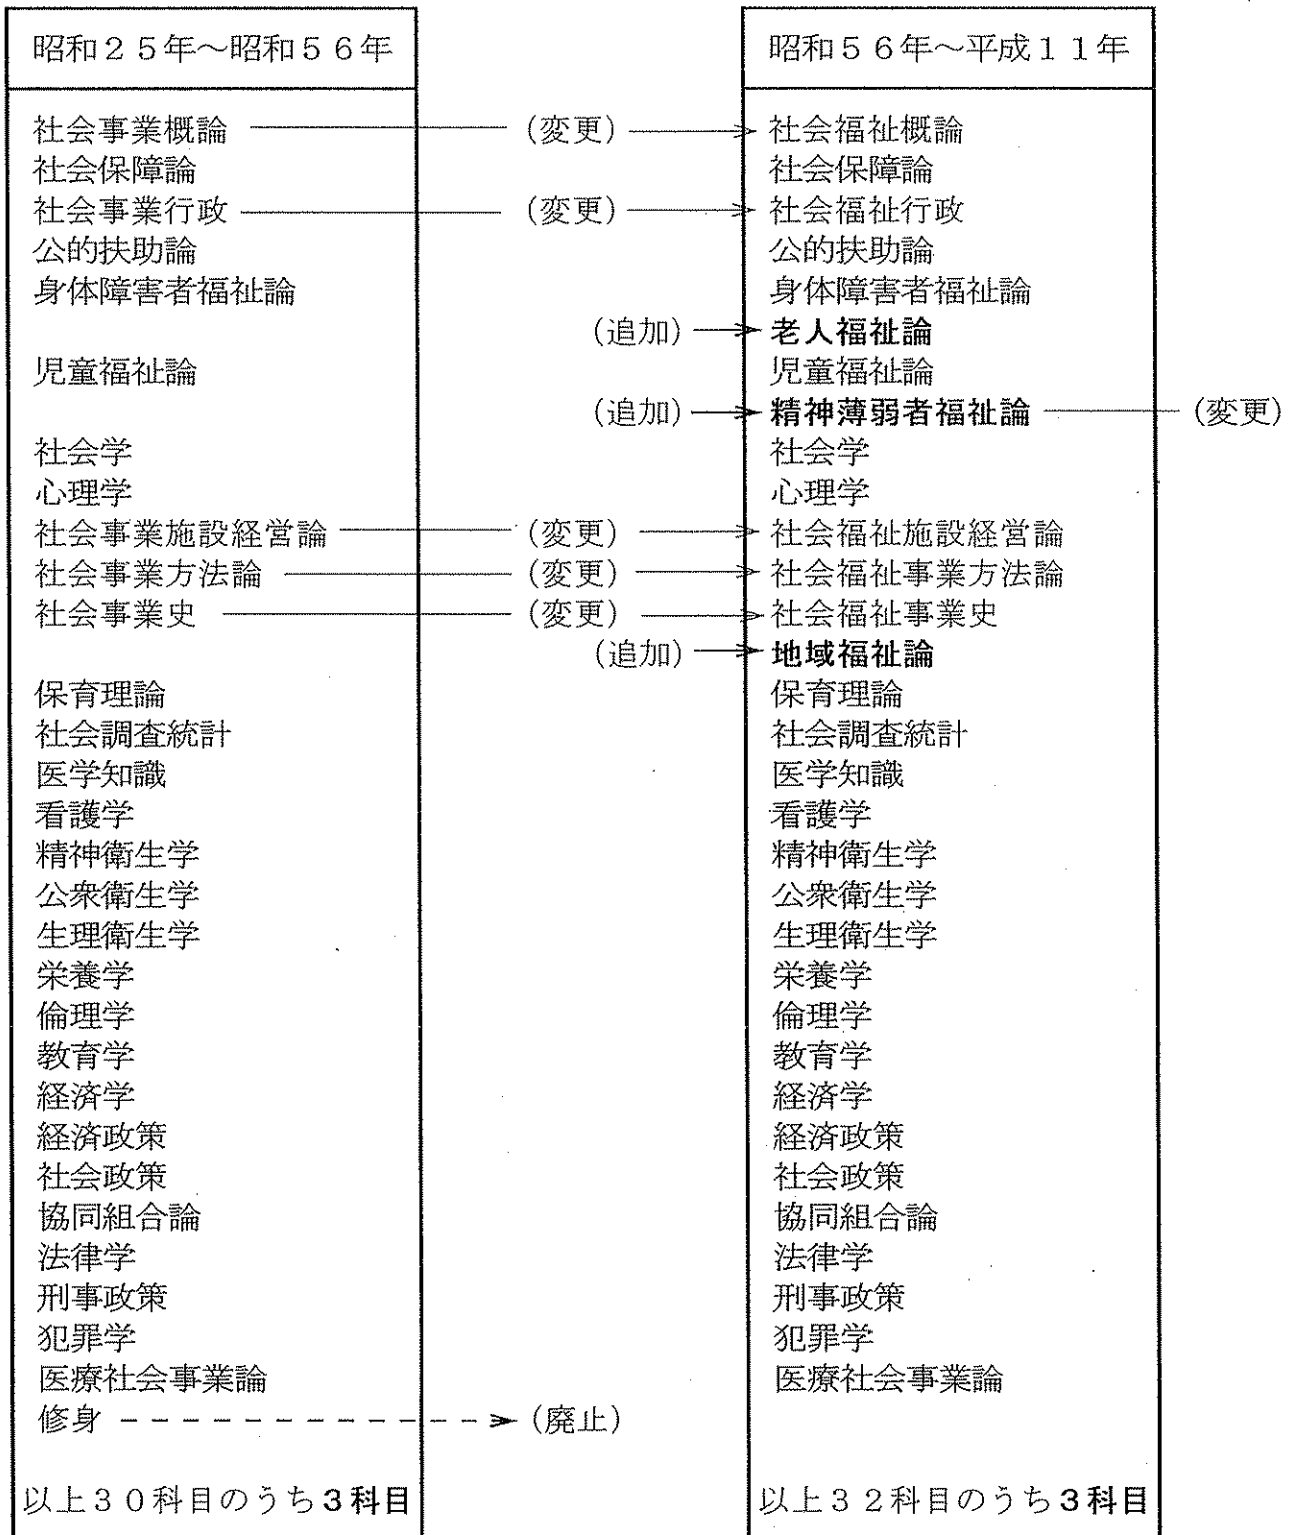 昭和２５年～昭和５６年
昭和５６年～平成１１年
社会事業概論 (変更) 社会福祉概論
社会保障論 社会保障論
社会事業行政 (変更) 社会福祉行政
公的扶助論 公的扶助論
身体障害者福祉論 身体障害者福祉論
(追加) 老人福祉論
児童福祉論 児童福祉論
(追加) 精神薄弱者福祉論 (変更)
社会学 社会学
心理学 心理学
社会事業施設経営論 (変更) 社会福祉施設経営論
社会事業方法論 (変更) 社会福祉事業方法論
社会事業史 (変更) 社会福祉事業史
(追加) 地域福祉論
保育理論 保育理論
社会調査統計 社会調査統計
医学知識 医学知識
看護学 看護学
精神衛生学 精神衛生学
公衆衛生学 公衆衛生学
生理衛生学 生理衛生学
栄養学 栄養学
倫理学 倫理学
教育学 教育学
経済学 経済学
経済政策 経済政策
社会政策 社会政策
協同組合論 協同組合論
法律学 法律学
刑事政策 刑事政策
犯罪学 犯罪学
医療社会事業論 医療社会事業論
修身 (廃止)
以上３０科目のうち３科目 以上３２科目のうち３科目